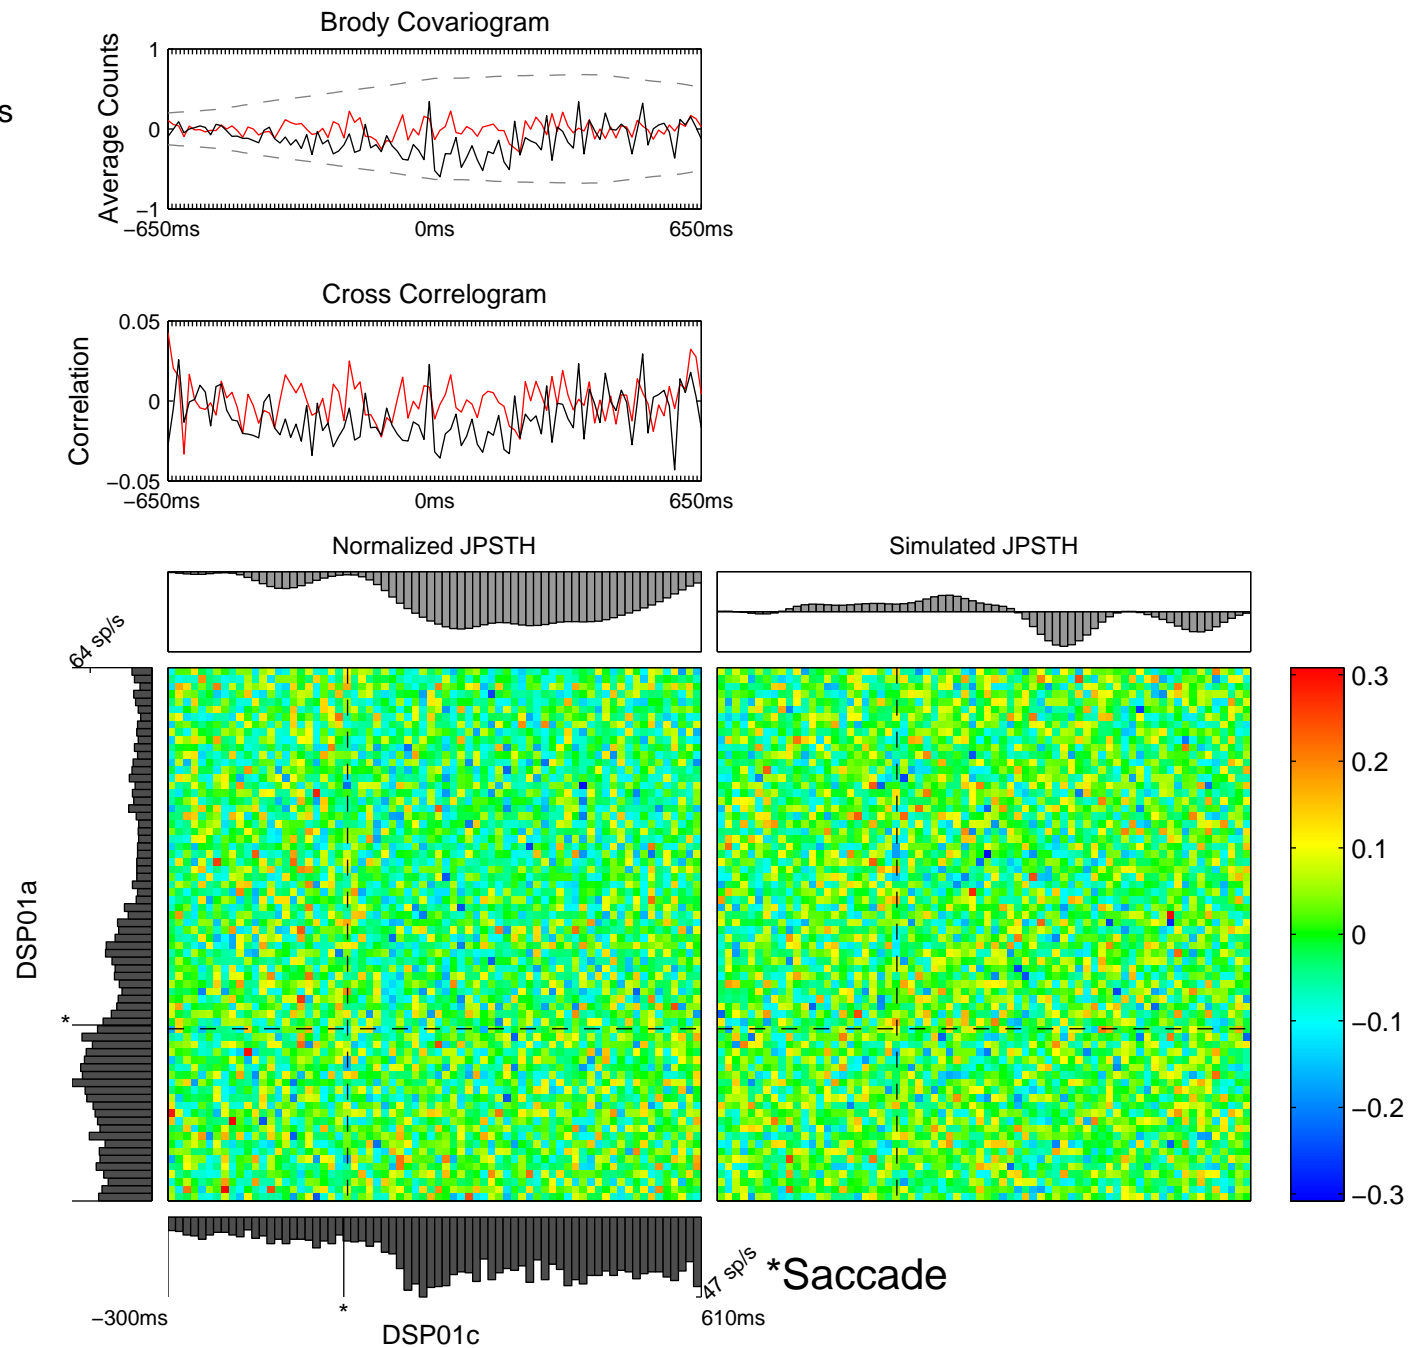 Brody Covariogram
s
Average Counts
1
0
−1
−650ms
0ms
650ms
Cross Correlogram
Correlation
0.05
0
−0.05
−650ms
0ms
650ms
Normalized JPSTH
Simulated JPSTH
64 sp/s
DSP01a
*
0.3
0.2
0.1
0
−0.1
−0.2
−0.3
47 sp/s
*Saccade
−300ms
*
610ms
DSP01c